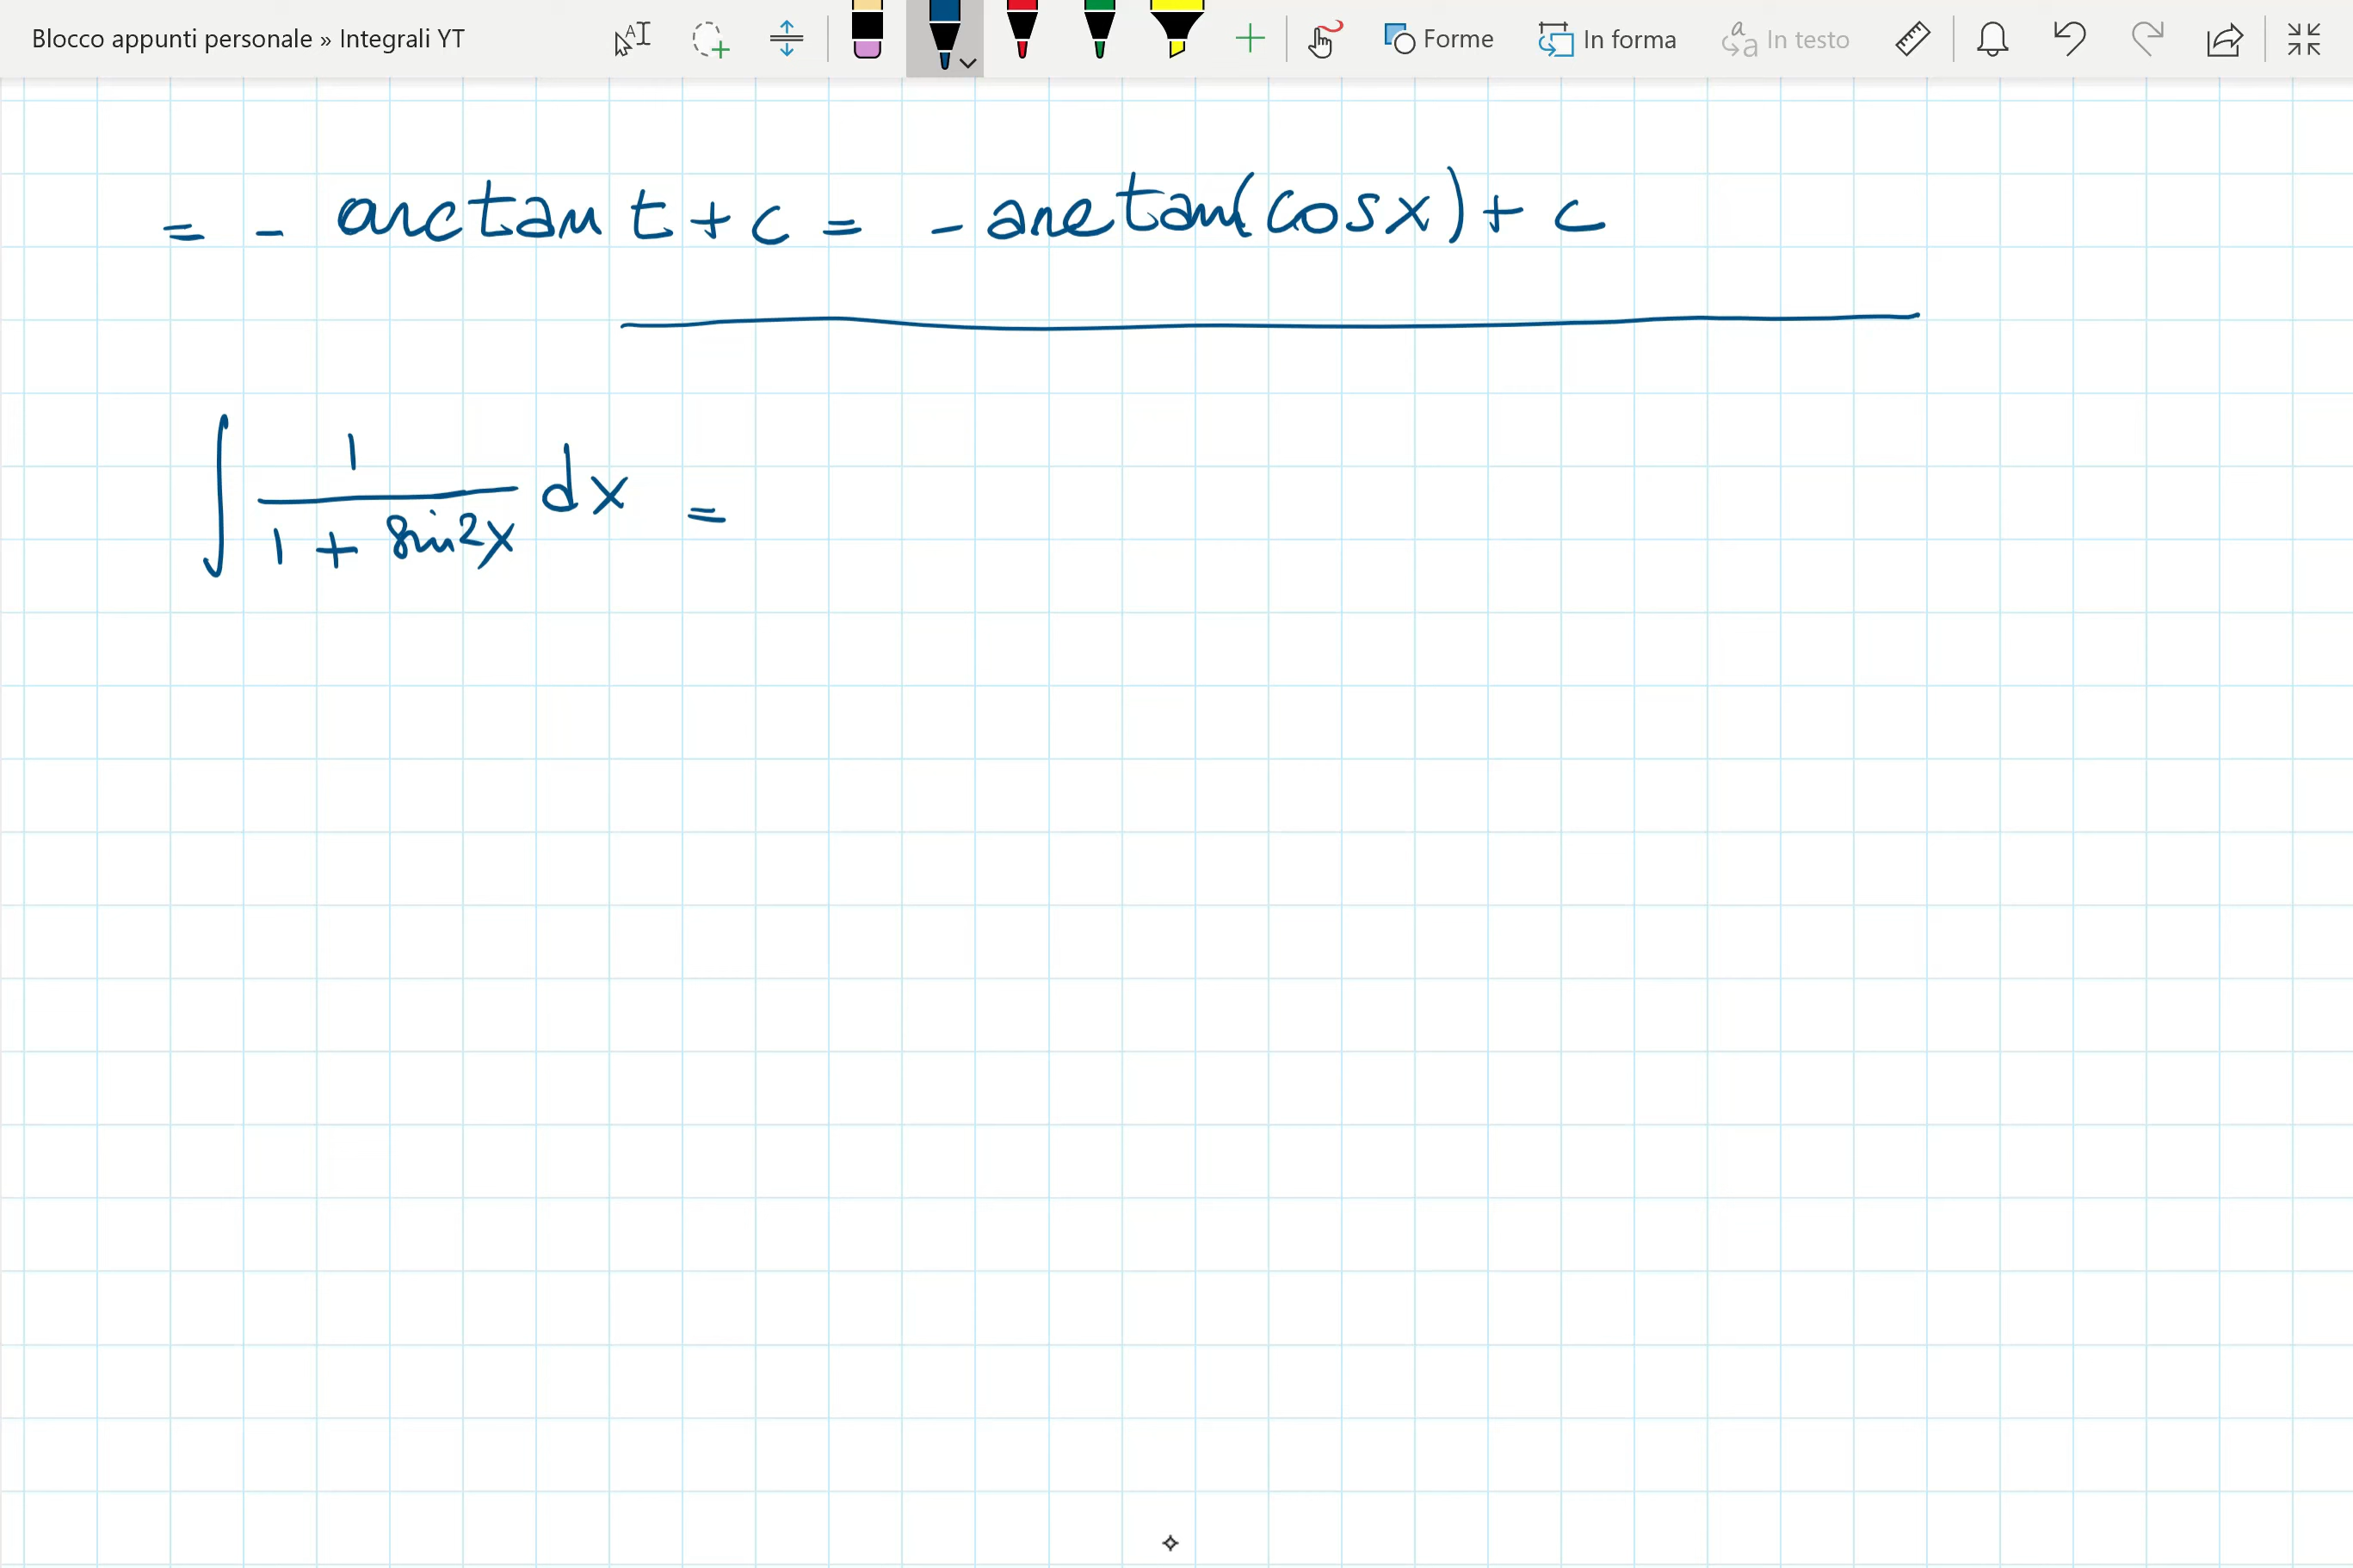 Blocco appunti personale » Integrali YT Forme In forma In testo
= - arctan t + c = - arctan(cos x) + c
∫ 1/(1 + sin²x) dx =